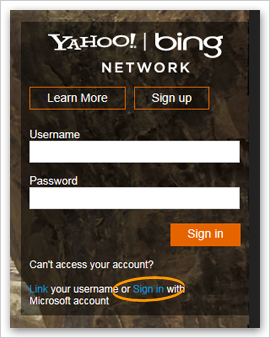 YAHOO! | bing
NETWORK
Learn More Sign up
Username
Password
Sign in
Can't access your account?
Link your username or Sign in with
Microsoft account